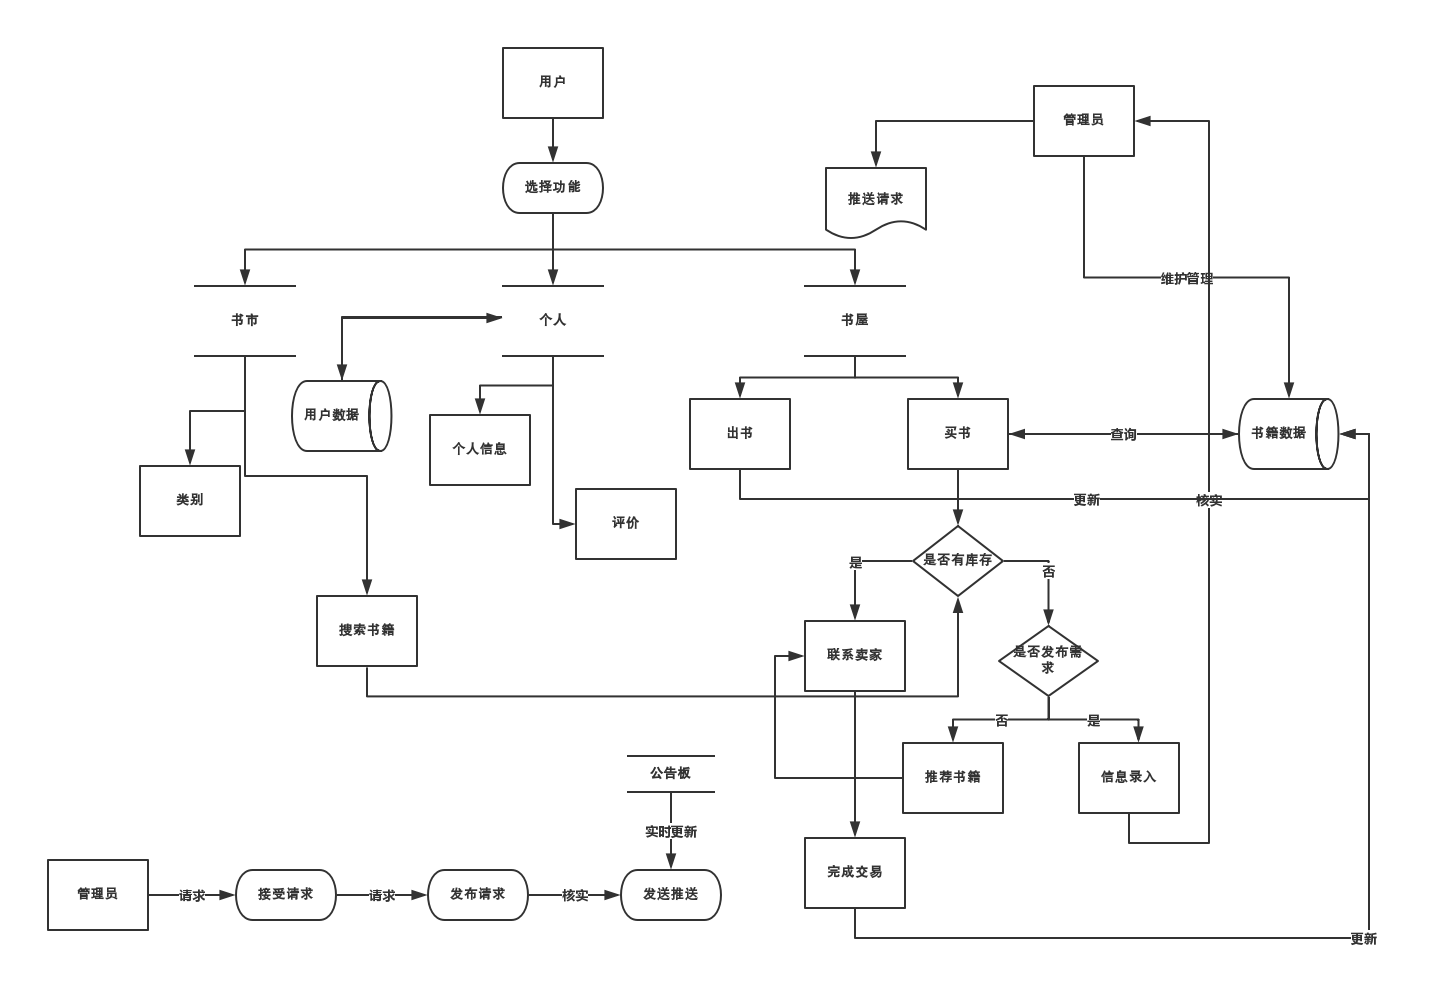 用户
管理员
选择功能
推送请求
维护管理
书市
个人
书屋
用户数据
个人信息
出书
买书
查询
书籍数据
类别
评价
更新
核实
是否有库存
是
否
搜索书籍
联系卖家
是否发布需
求
否
是
公告板
推荐书籍
信息录入
实时更新
完成交易
管理员
请求
接受请求
请求
发布请求
核实
发送推送
更新